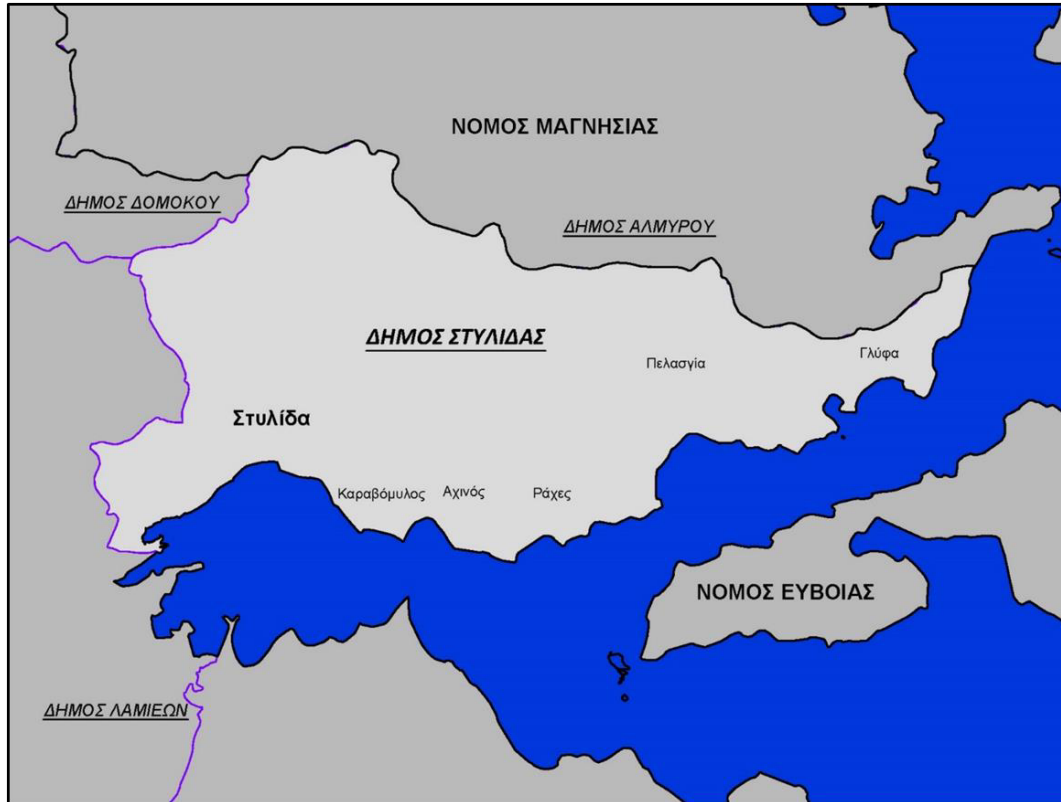 ΝΟΜΟΣ ΜΑΓΝΗΣΙΑΣ
ΔΗΜΟΣ ΔΟΜΟΚΟΥ
ΔΗΜΟΣ ΑΛΜΥΡΟΥ
ΔΗΜΟΣ ΣΤΥΛΙΔΑΣ
Πελασγία
Γλύφα
Στυλίδα
Καραβόμυλος
Αχινός
Ράχες
ΝΟΜΟΣ ΕΥΒΟΙΑΣ
ΔΗΜΟΣ ΛΑΜΙΕΩΝ